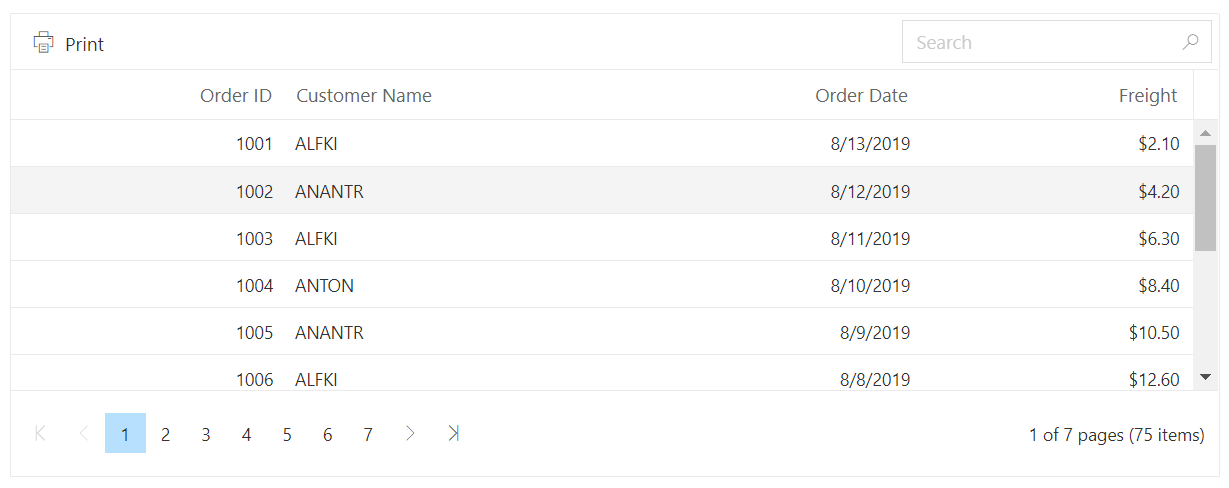 Print Search
Order ID Customer Name Order Date Freight
1001 ALFKI 8/13/2019 $2.10
1002 ANANTR 8/12/2019 $4.20
1003 ALFKI 8/11/2019 $6.30
1004 ANTON 8/10/2019 $8.40
1005 ANANTR 8/9/2019 $10.50
1006 ALFKI 8/8/2019 $12.60
1 2 3 4 5 6 7 1 of 7 pages (75 items)